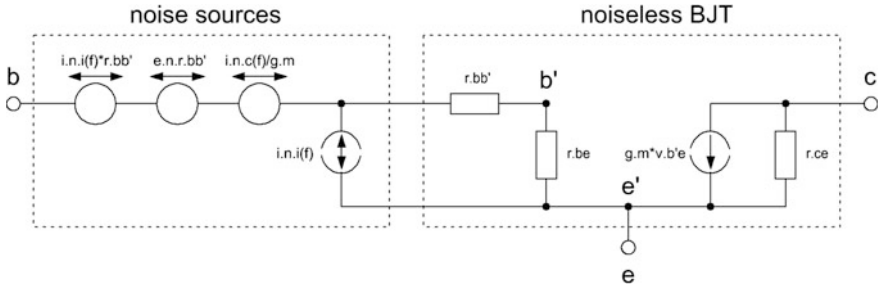 noise sources
noiseless BJT
i.n.i(f)*r.bb'
e.n.r.bb'
i.n.c(f)/g.m
b
r.bb'
b'
c
i.n.i(f)
r.be
g.m*v.b'e
r.ce
e'
e